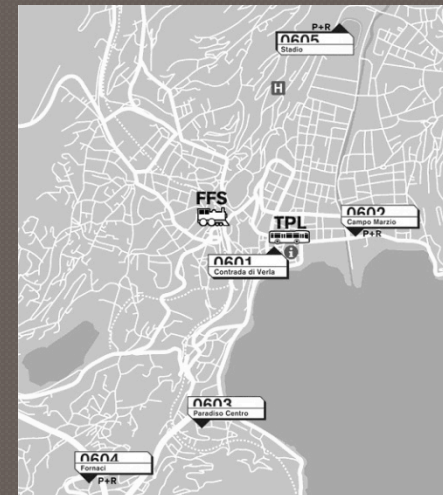 P+R
0605
Stadio
H
FFS
TPL
0602
Campo Marzio
P+R
i
0601
Contrada di Verla
0603
Paradiso Centro
0604
Fornaci
P+R